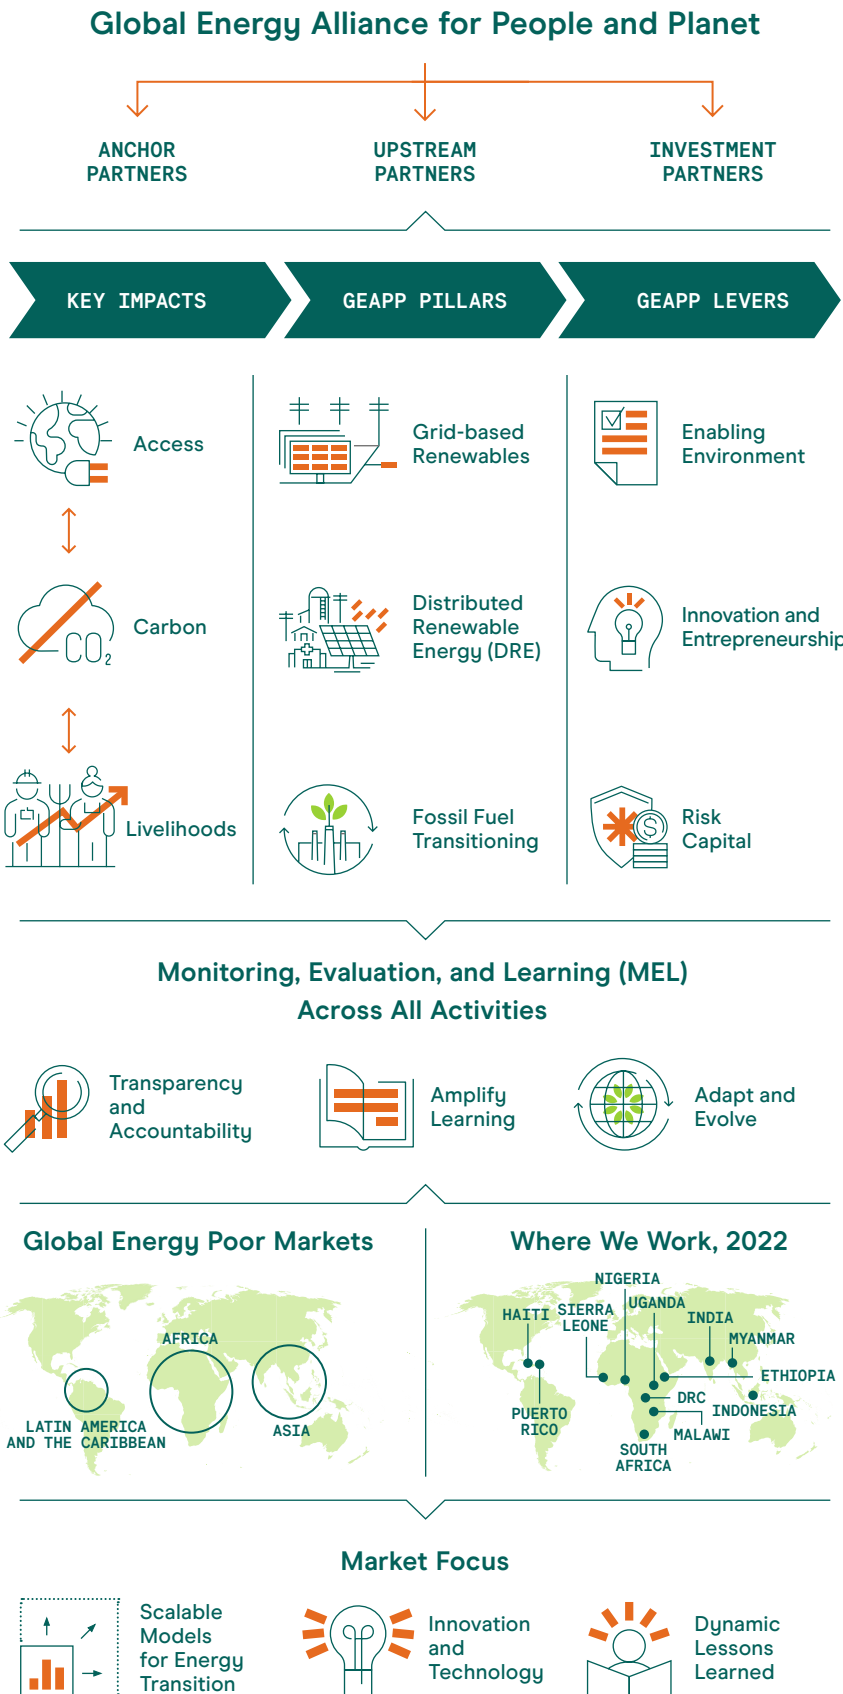 Global Energy Alliance for People and Planet
ANCHOR
PARTNERS
UPSTREAM
PARTNERS
INVESTMENT
PARTNERS
KEY IMPACTS
GEAPP PILLARS
GEAPP LEVERS
Access
Grid-based
Renewables
Enabling
Environment
Carbon
CO2
Distributed
Renewable
Energy (DRE)
Innovation and
Entrepreneurship
Livelihoods
Fossil Fuel
Transitioning
$
Risk
Capital
Monitoring, Evaluation, and Learning (MEL)
Across All Activities
Transparency
and
Accountability
Amplify
Learning
Adapt and
Evolve
Global Energy Poor Markets
AFRICA
LATIN AMERICA
AND THE CARIBBEAN
ASIA
Where We Work, 2022
NIGERIA
HAITI
SIERRA
LEONE
UGANDA
INDIA
MYANMAR
ETHIOPIA
DRC
INDONESIA
PUERTO
RICO
MALAWI
SOUTH
AFRICA
Market Focus
Scalable
Models
for Energy
Transition
Innovation
and
Technology
Dynamic
Lessons
Learned